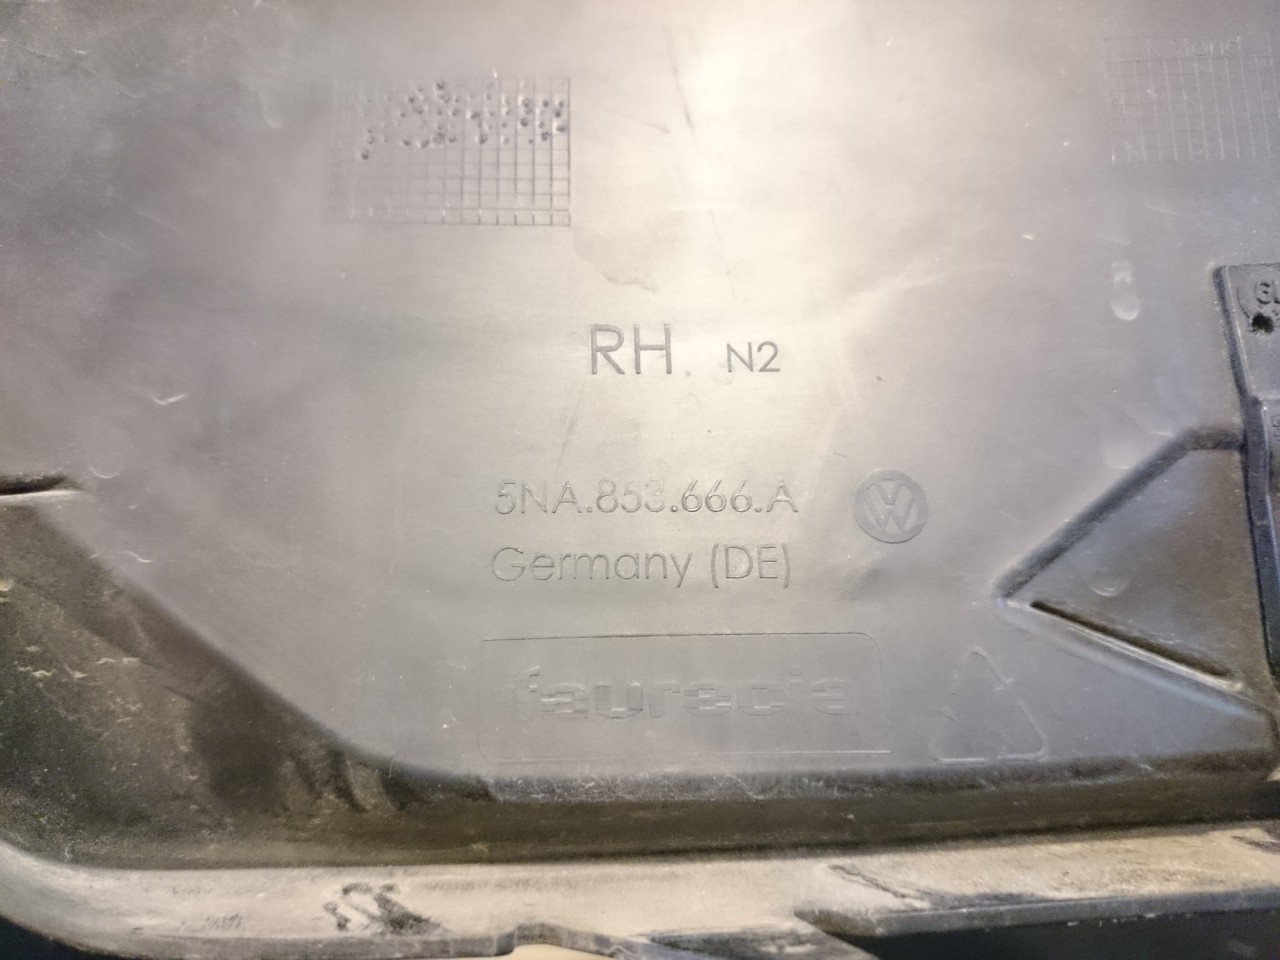 RH N2
5NA.853.666.A
Germany (DE)
faurecia